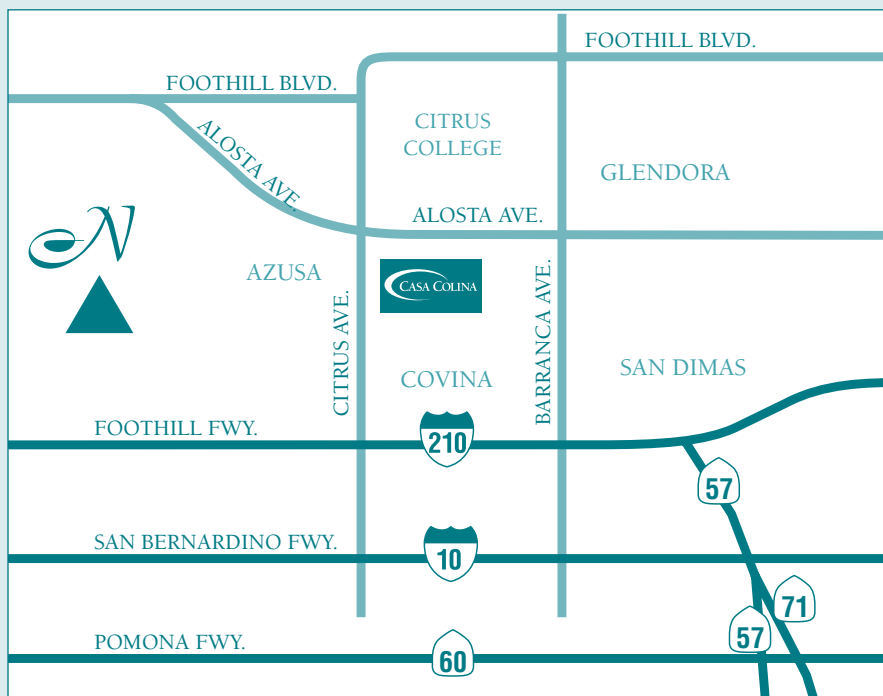 FOOTHILL BLVD.
FOOTHILL BLVD.
CITRUS
COLLEGE
ALOSTA AVE.
GLENDORA
ALOSTA AVE.
N
AZUSA
CASA COLINA
CITRUS AVE.
BARRANCA AVE.
COVINA
SAN DIMAS
FOOTHILL FWY.
210
57
SAN BERNARDINO FWY.
10
71
57
POMONA FWY.
60